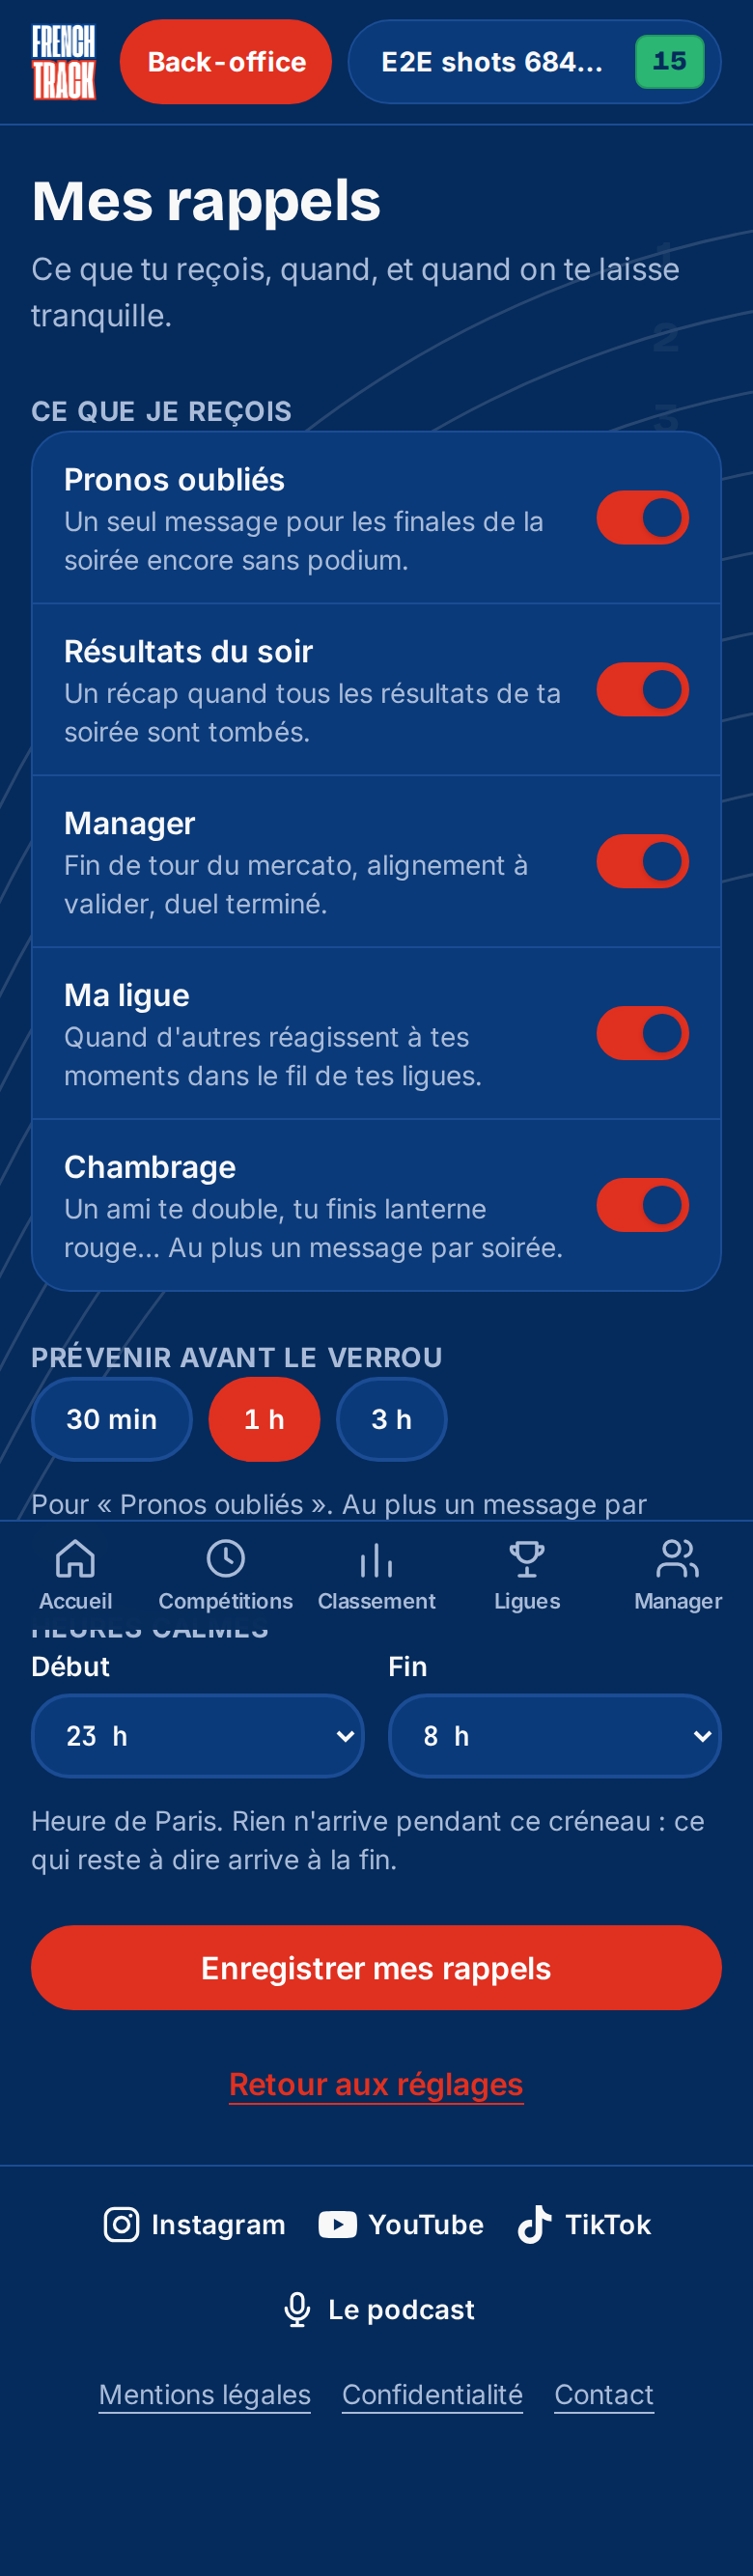 FRENCH
TRACK
Back-office
E2E shots 684...
15
Mes rappels
Ce que tu reçois, quand, et quand on te laisse
tranquille.
1
2
3
CE QUE JE REÇOIS
Pronos oubliés
Un seul message pour les finales de la
soirée encore sans podium.
Résultats du soir
Un récap quand tous les résultats de ta
soirée sont tombés.
Manager
Fin de tour du mercato, alignement à
valider, duel terminé.
Ma ligue
Quand d'autres réagissent à tes
moments dans le fil de tes ligues.
Chambrage
Un ami te double, tu finis lanterne
rouge... Au plus un message par soirée.
PRÉVENIR AVANT LE VERROU
30 min
1 h
3 h
Pour « Pronos oubliés ». Au plus un message par
Accueil
Compétitions
Classement
Ligues
Manager
HEURES CALMES
Début
Fin
23 h
8 h
Heure de Paris. Rien n'arrive pendant ce créneau : ce
qui reste à dire arrive à la fin.
Enregistrer mes rappels
Retour aux réglages
Instagram
YouTube
TikTok
Le podcast
Mentions légales
Confidentialité
Contact